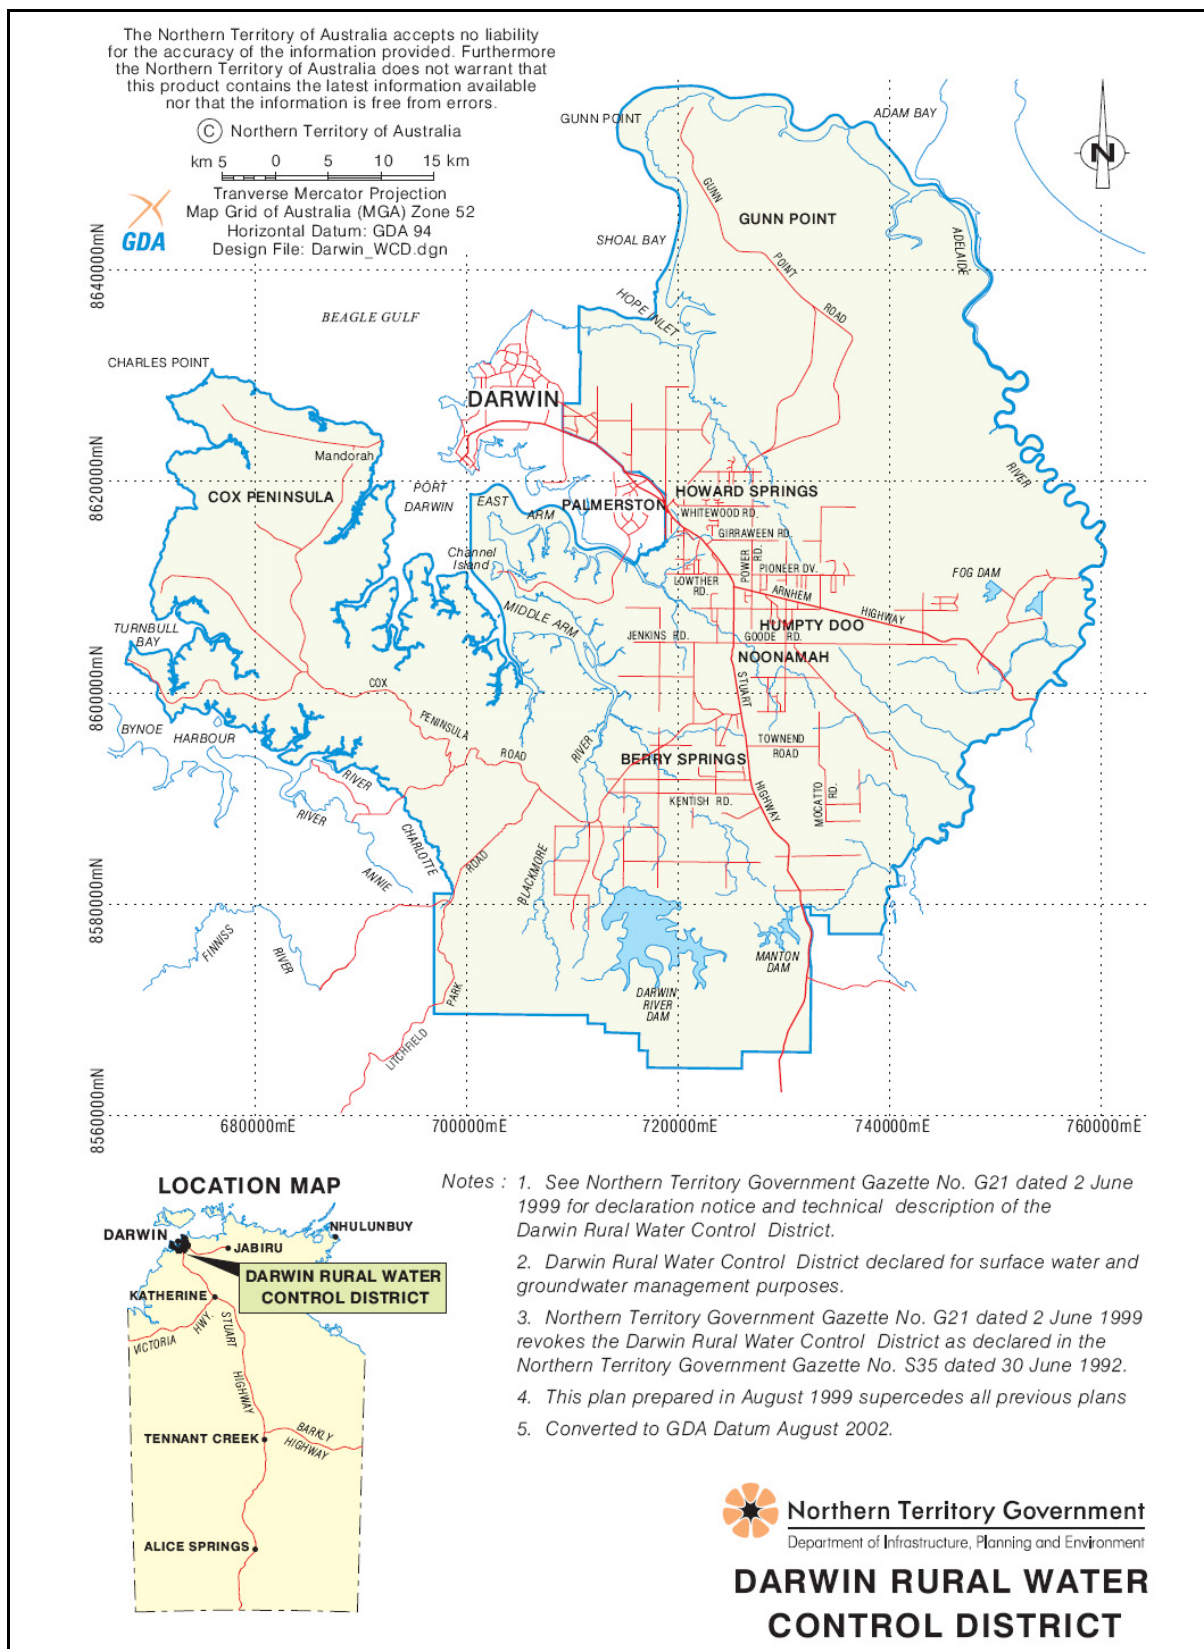 The Northern Territory of Australia accepts no liability
for the accuracy of the information provided. Furthermore
the Northern Territory of Australia does not warrant that
this product contains the latest information available
nor that the information is free from errors.
C Northern Territory of Australia
km 5 0 5 10 15 km
Tranverse Mercator Projection
Map Grid of Australia (MGA) Zone 52
Horizontal Datum: GDA 94
Design File: Darwin_WCD.dgn
GDA
N
GUNN POINT
ADAM BAY
GUNN
POINT
ROAD
GUNN POINT
SHOAL BAY
ADELAIDE
RIVER
8640000mN
HOPE INLET
BEAGLE GULF
CHARLES POINT
DARWIN
Mandorah
COX PENINSULA
8620000mN
PORT
DARWIN
EAST
ARM
PALMERSTON
HOWARD SPRINGS
WHITEWOOD RD.
GIRRAWEEN RD.
POWER
RD.
PIONEER DV.
Channel
Island
LOWTHER
RD.
ARNHEM
HIGHWAY
FOG DAM
MIDDLE ARM
HUMPTY DOO
JENKINS RD.
GOODE RD.
NOONAMAH
TURNBULL
BAY
8600000mN
COX
PENINSULA
ROAD
STUART
HIGHWAY
BYNOE HARBOUR
TOWNEND
ROAD
RIVER
BERRY SPRINGS
KENTISH RD.
MOCATTO
RD.
RIVER
RIVER
CHARLOTTE
ANNIE
ROAD
BLACKMORE
8580000mN
FINNISS
RIVER
PARK
LITCHFIELD
DARWIN
RIVER
DAM
MANTON
DAM
8560000mN
680000mE 700000mE 720000mE 740000mE 760000mE
LOCATION MAP
DARWIN
NHULUNBUY
JABIRU
DARWIN RURAL WATER
CONTROL DISTRICT
KATHERINE
VICTORIA
HWY.
STUART
HIGHWAY
TENNANT CREEK
BARKLY
HIGHWAY
ALICE SPRINGS
Notes : 1. See Northern Territory Government Gazette No. G21 dated 2 June
1999 for declaration notice and technical description of the
Darwin Rural Water Control District.
2. Darwin Rural Water Control District declared for surface water and
groundwater management purposes.
3. Northern Territory Government Gazette No. G21 dated 2 June 1999
revokes the Darwin Rural Water Control District as declared in the
Northern Territory Government Gazette No. S35 dated 30 June 1992.
4. This plan prepared in August 1999 supercedes all previous plans
5. Converted to GDA Datum August 2002.
Northern Territory Government
Department of Infrastructure, Planning and Environment
DARWIN RURAL WATER
CONTROL DISTRICT